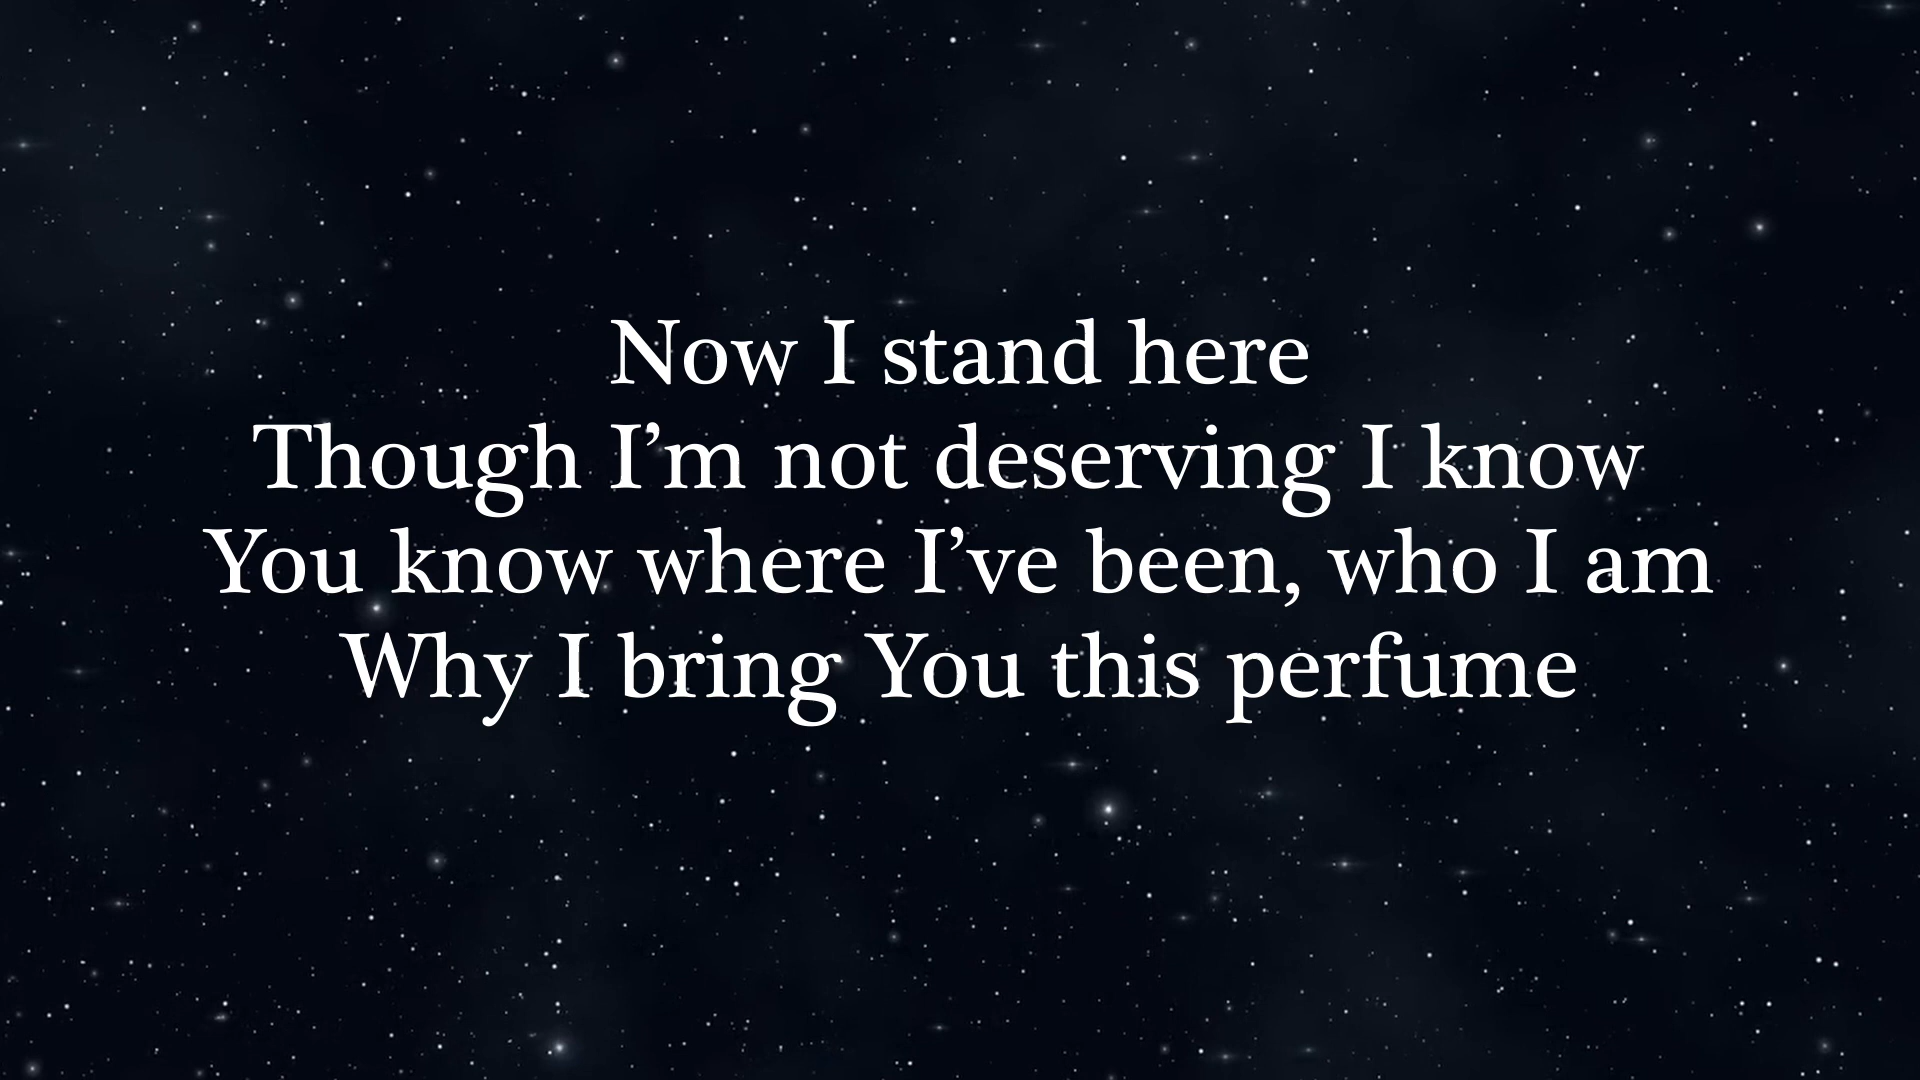 Now I stand here
Though I’m not deserving I know
You know where I’ve been, who I am
Why I bring You this perfume